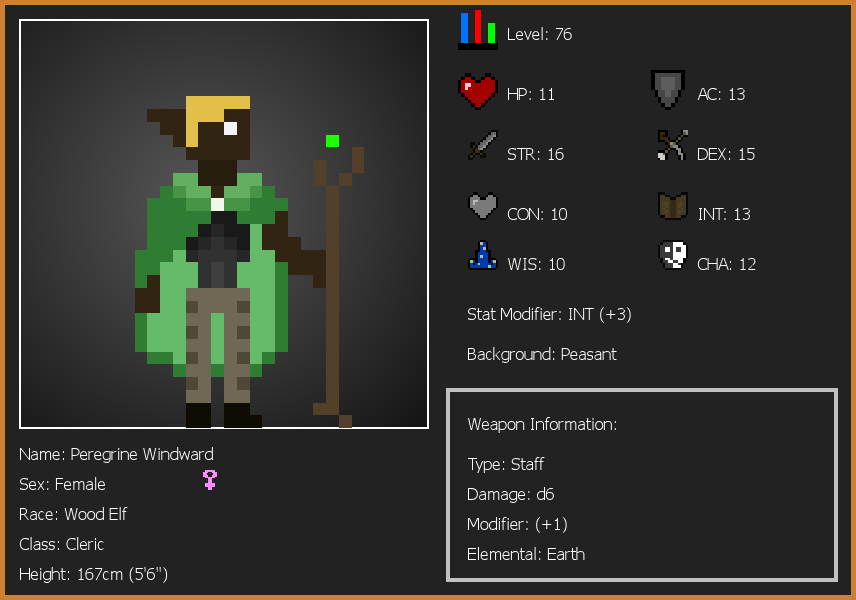 Level: 76
HP: 11
AC: 13
STR: 16
DEX: 15
CON: 10
INT: 13
WIS: 10
CHA: 12
Stat Modifier: INT (+3)
Background: Peasant
Weapon Information:
Type: Staff
Damage: d6
Modifier: (+1)
Elemental: Earth
Name: Peregrine Windward
Sex: Female
Race: Wood Elf
Class: Cleric
Height: 167cm (5'6")